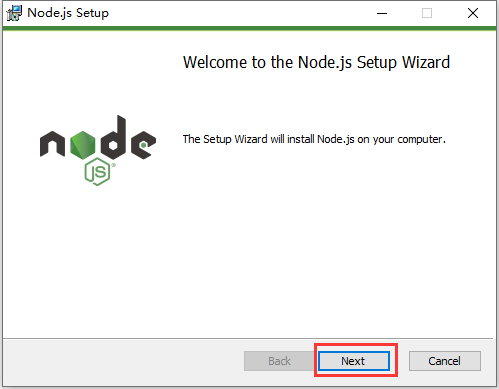 Node.js Setup
Welcome to the Node.js Setup Wizard
node
JS®
The Setup Wizard will install Node.js on your computer.
Back
Next
Cancel